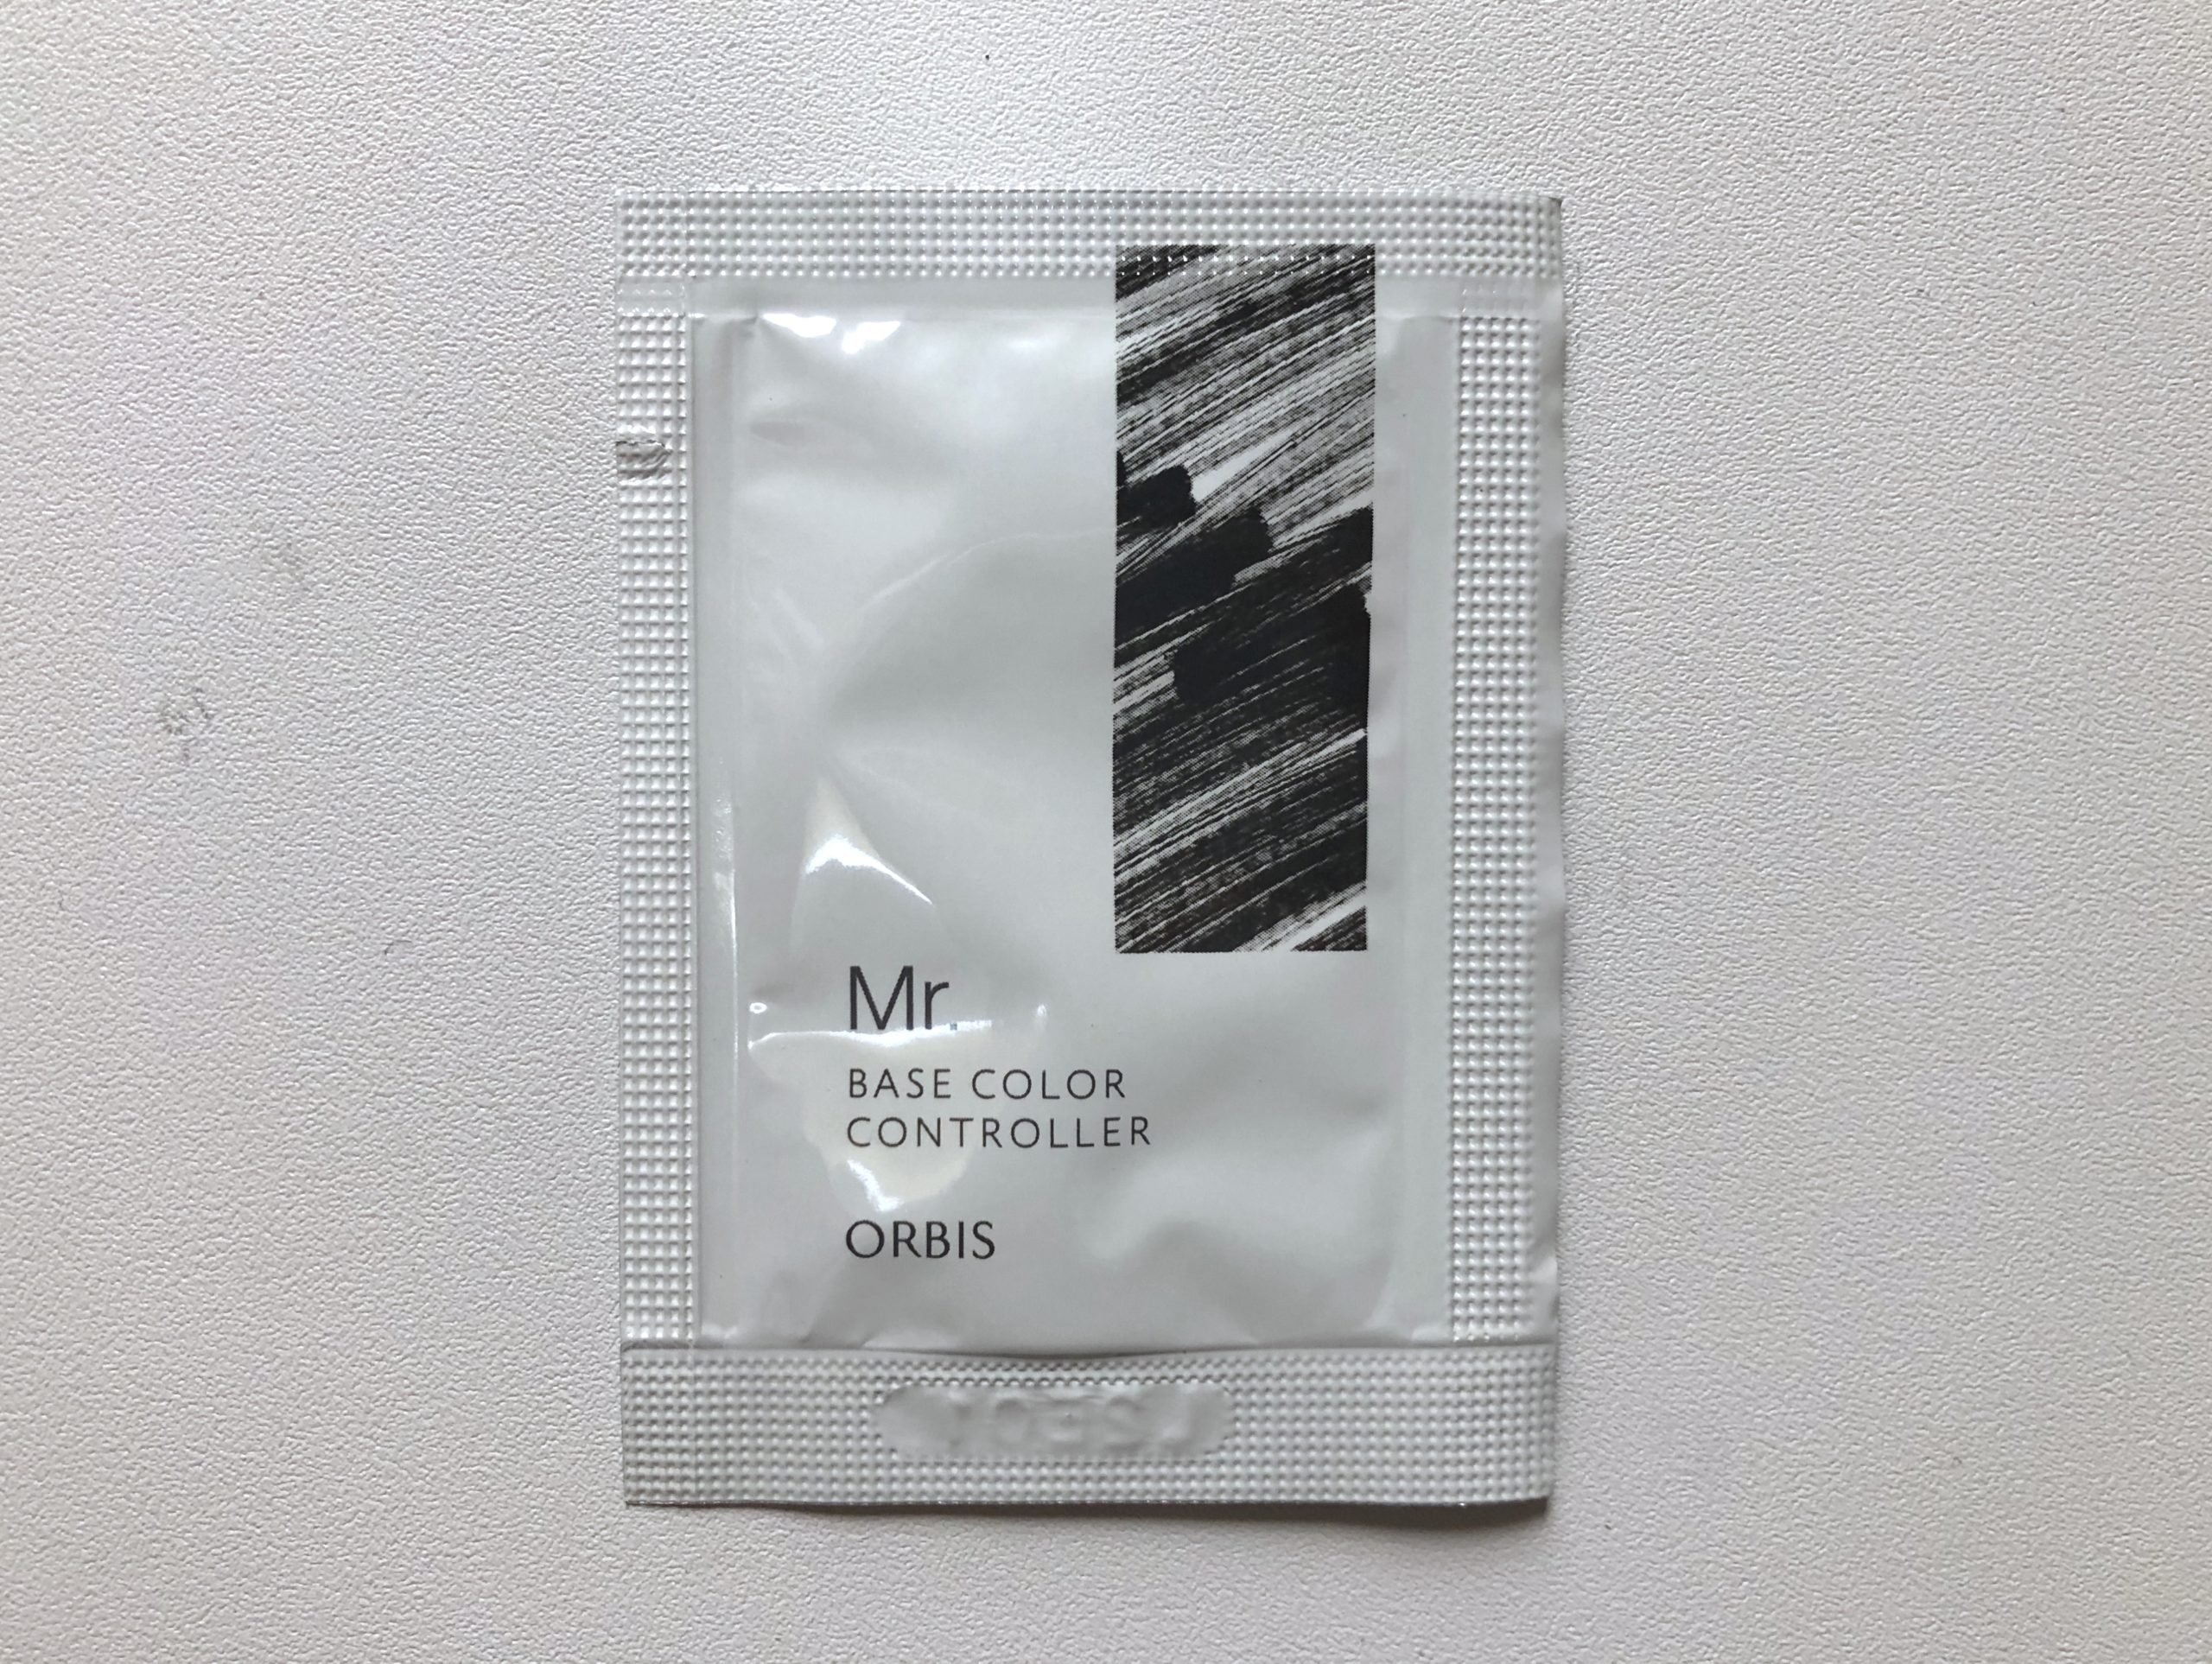 Mr.
BASE COLOR
CONTROLLER
ORBIS